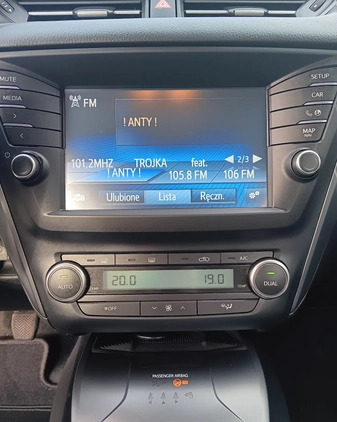 MUTE
SETUP
MEDIA
CAR
MAP
FM
! ANTY !
2/3
101.2MHZ TROJKA feat.
! ANTY ! 105.8 FM 106 FM
Ulubione Lista Ręczn.
A/C
AUTO 20.0 19.0 DUAL
OFF
PASSENGER AIRBAG